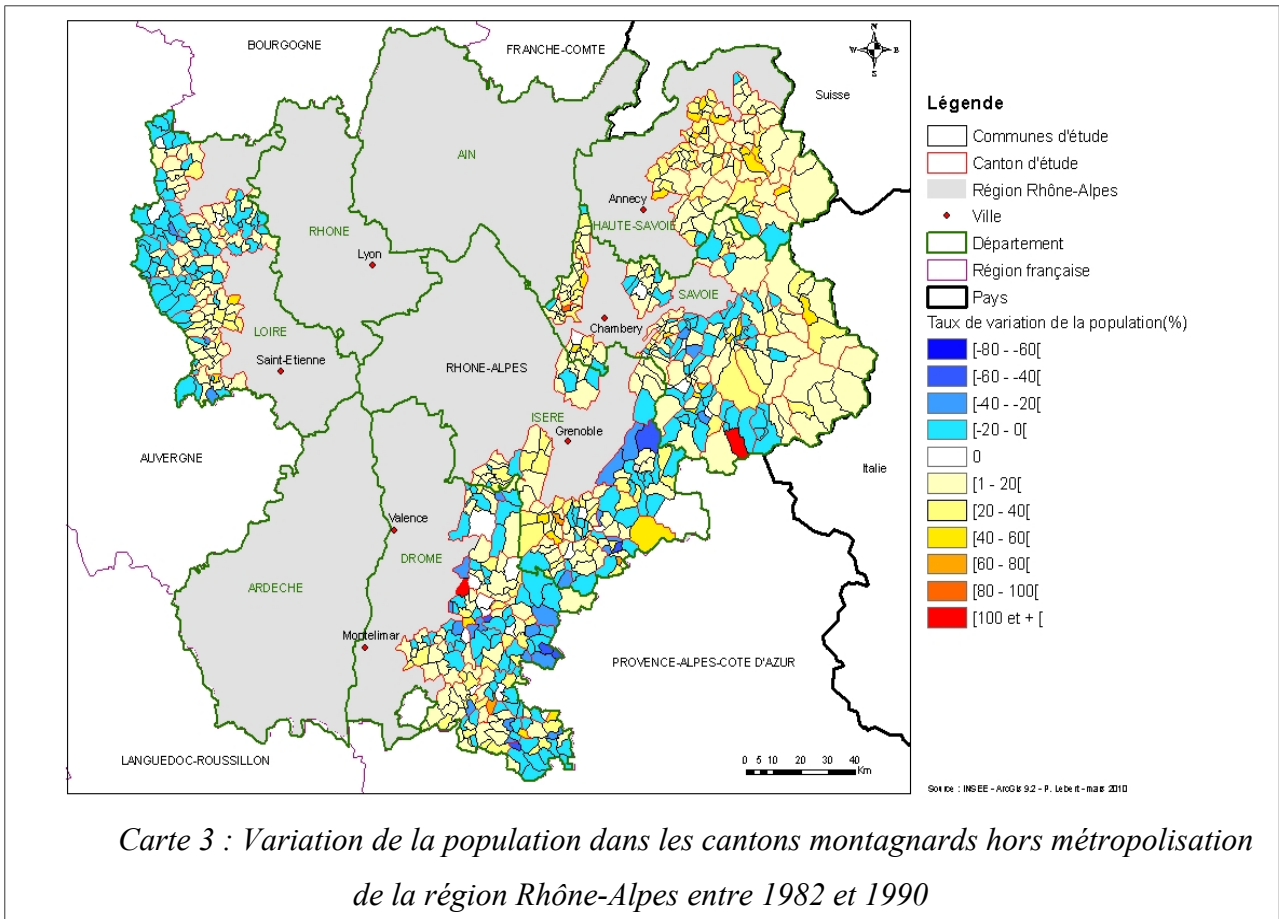 BOURGOGNE
FRANCHE-COMTE
N
W
E
S
Suisse
AIN
Annecy
HAUTE-SAVOIE
RHONE
Lyon
SAVOIE
Chambery
LOIRE
Saint-Etienne
RHONE-ALPES
ISERE
Grenoble
AUVERGNE
Italie
Valence
DROME
ARDECHE
Montelimar
PROVENCE-ALPES-COTE D'AZUR
LANGUEDOC-ROUSSILLON
0 5 10 20 30 40
Km
Légende
Communes d'étude
Canton d'étude
Région Rhône-Alpes
Ville
Département
Région française
Pays
Taux de variation de la population(%)
[-80 - -60[
[-60 - -40[
[-40 - -20[
[-20 - 0[
0
[1 - 20[
[20 - 40[
[40 - 60[
[60 - 80[
[80 - 100[
[100 et + [
Source : INSEE - ArcGis 9.2 - P. Lebert - mars 2010
Carte 3 : Variation de la population dans les cantons montagnards hors métropolisation
de la région Rhône-Alpes entre 1982 et 1990